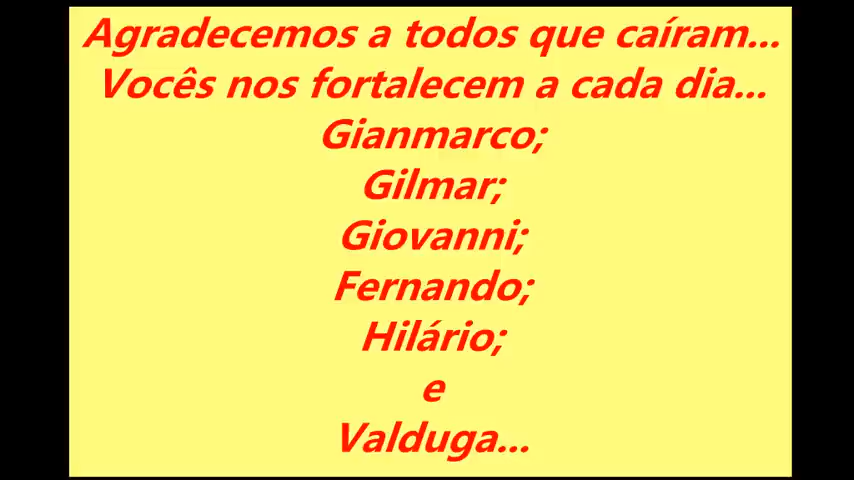 Agradecemos a todos que caíram...
Vocês nos fortalecem a cada dia...
Gianmarco;
Gilmar;
Giovanni;
Fernando;
Hilário;
e
Valduga...